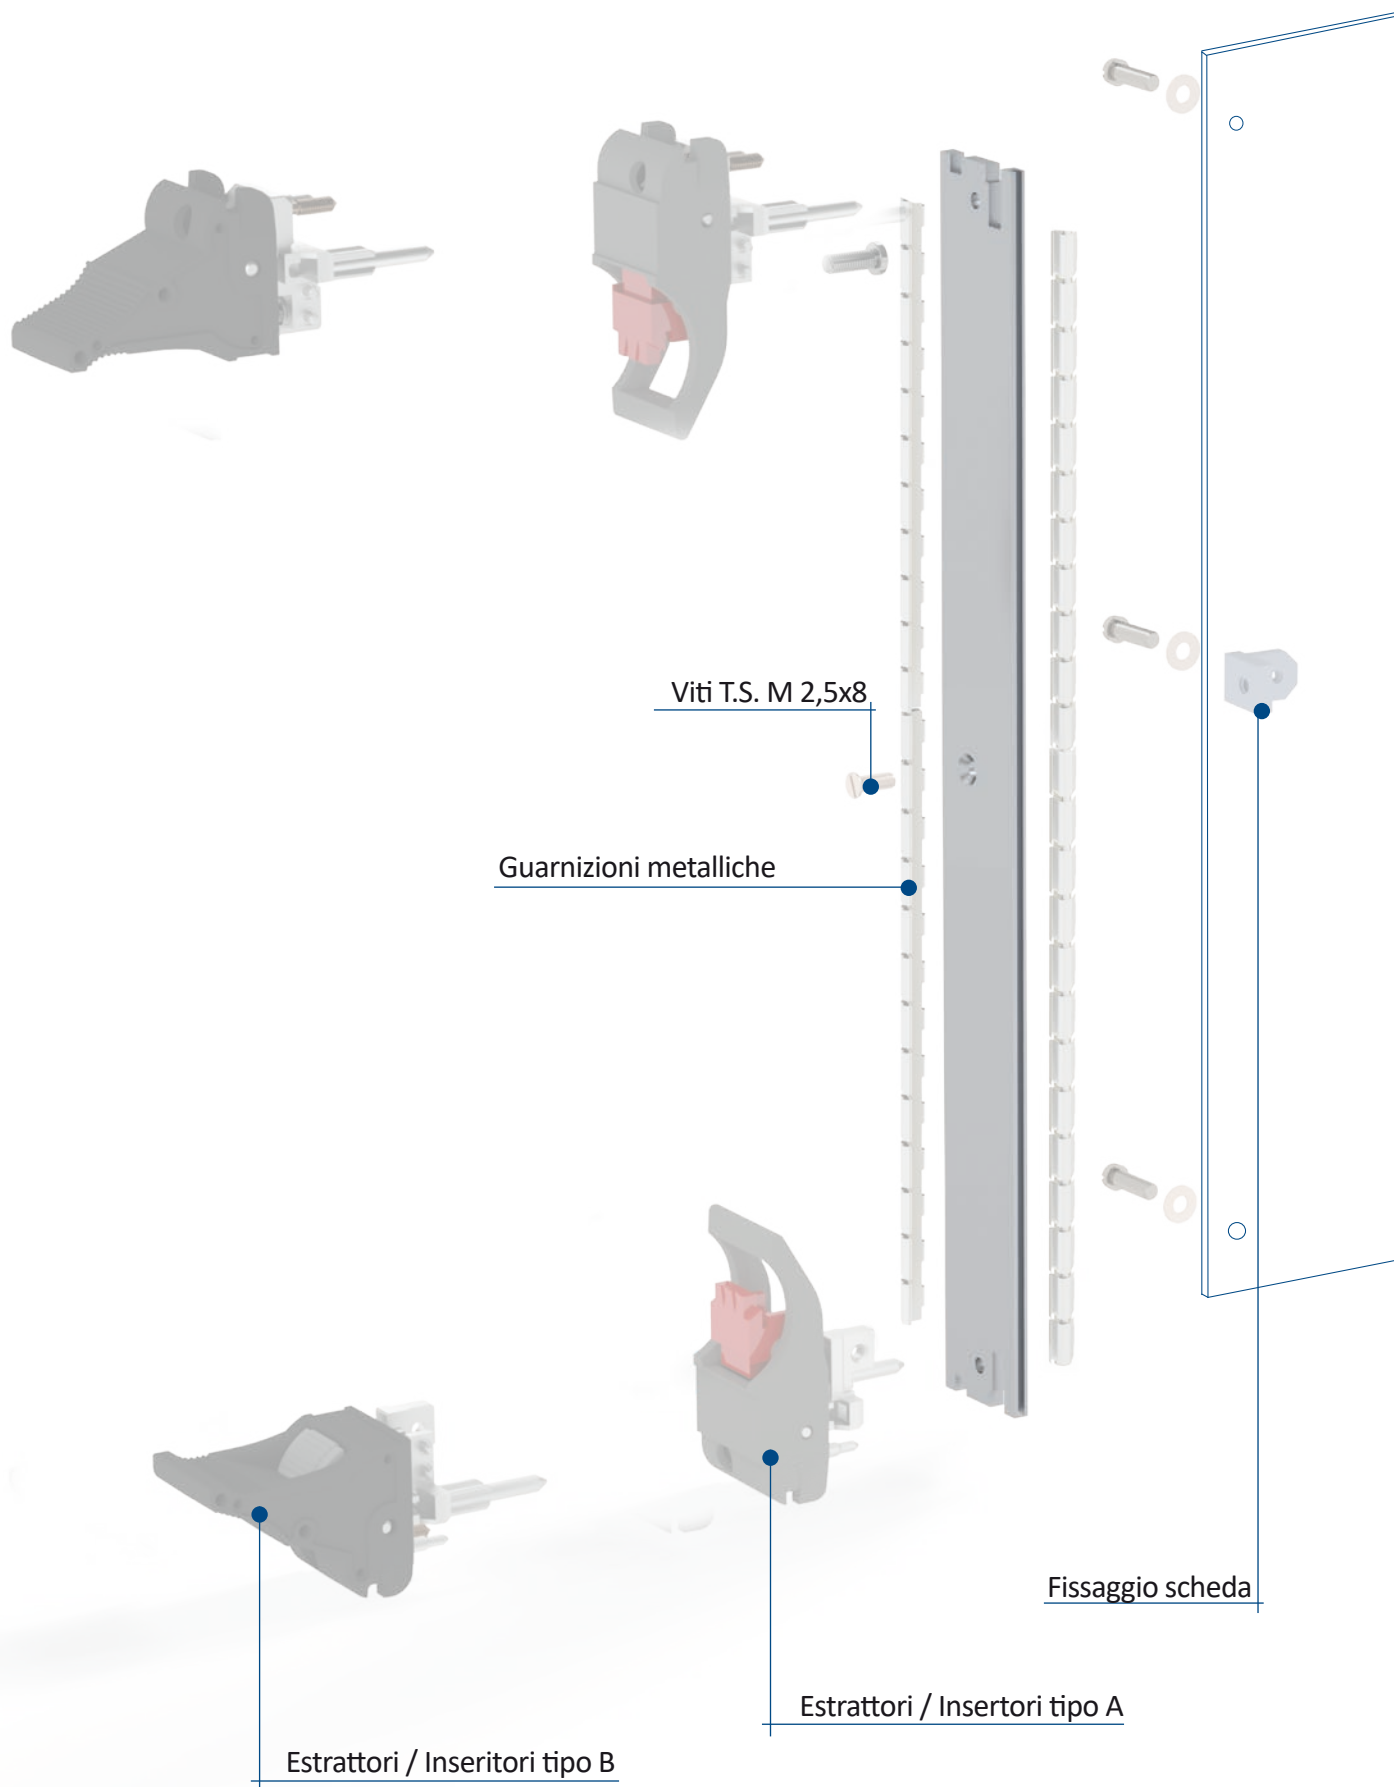 Viti T.S. M 2,5x8
Guarnizioni metalliche
Fissaggio scheda
Estrattori / Insertori tipo A
Estrattori / Inseritori tipo B